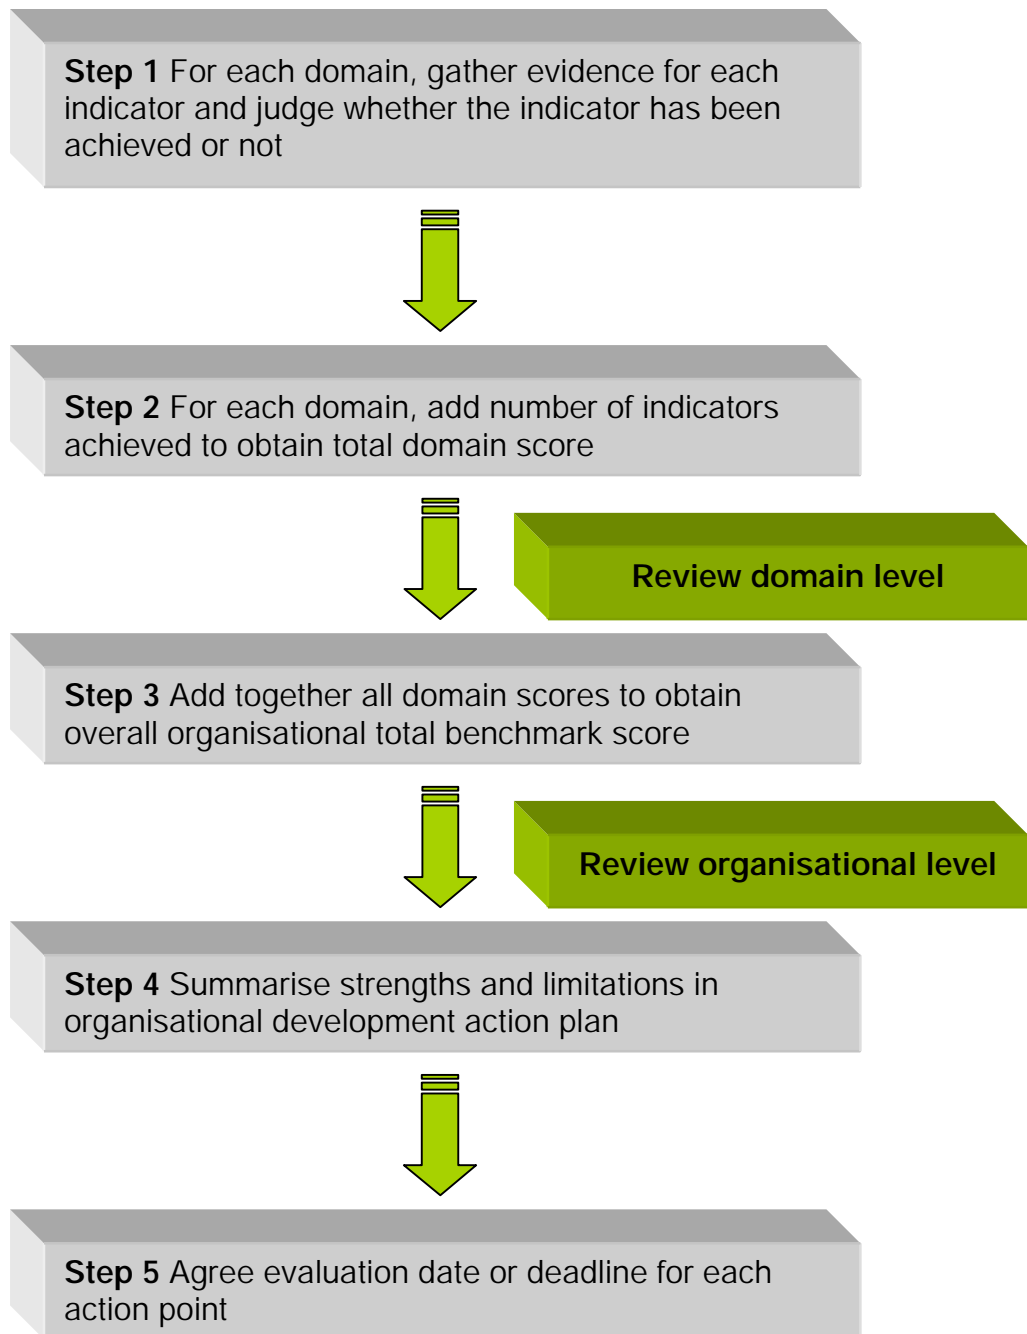 Step 1 For each domain, gather evidence for each
indicator and judge whether the indicator has been
achieved or not
Step 2 For each domain, add number of indicators
achieved to obtain total domain score
Review domain level
Step 3 Add together all domain scores to obtain
overall organisational total benchmark score
Review organisational level
Step 4 Summarise strengths and limitations in
organisational development action plan
Step 5 Agree evaluation date or deadline for each
action point